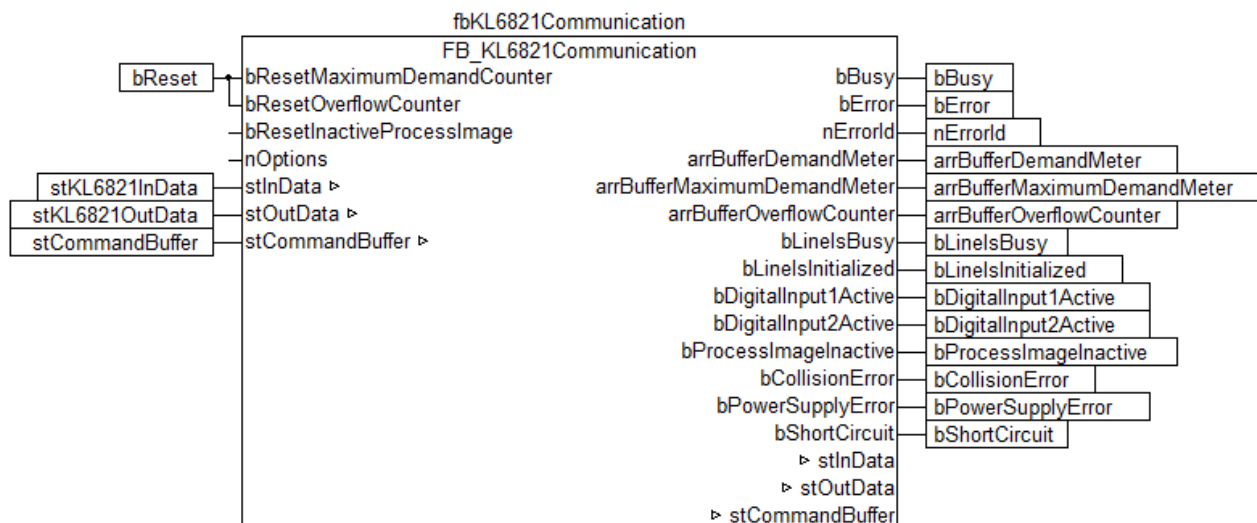 fbKL6821Communication
FB_KL6821Communication
bReset bResetMaximumDemandCounter bBusy bBusy
bResetOverflowCounter bError bError
bResetInactiveProcessImage nErrorId nErrorId
nOptions arrBufferDemandMeter arrBufferDemandMeter
stKL6821InData stInData ▹ arrBufferMaximumDemandMeter arrBufferMaximumDemandMeter
stKL6821OutData stOutData ▹ arrBufferOverflowCounter arrBufferOverflowCounter
stCommandBuffer stCommandBuffer ▹ bLineIsBusy bLineIsBusy
bLineIsInitialized bLineIsInitialized
bDigitalInput1Active bDigitalInput1Active
bDigitalInput2Active bDigitalInput2Active
bProcessImageInactive bProcessImageInactive
bCollisionError bCollisionError
bPowerSupplyError bPowerSupplyError
bShortCircuit bShortCircuit
▹ stInData
▹ stOutData
▹ stCommandBuffer